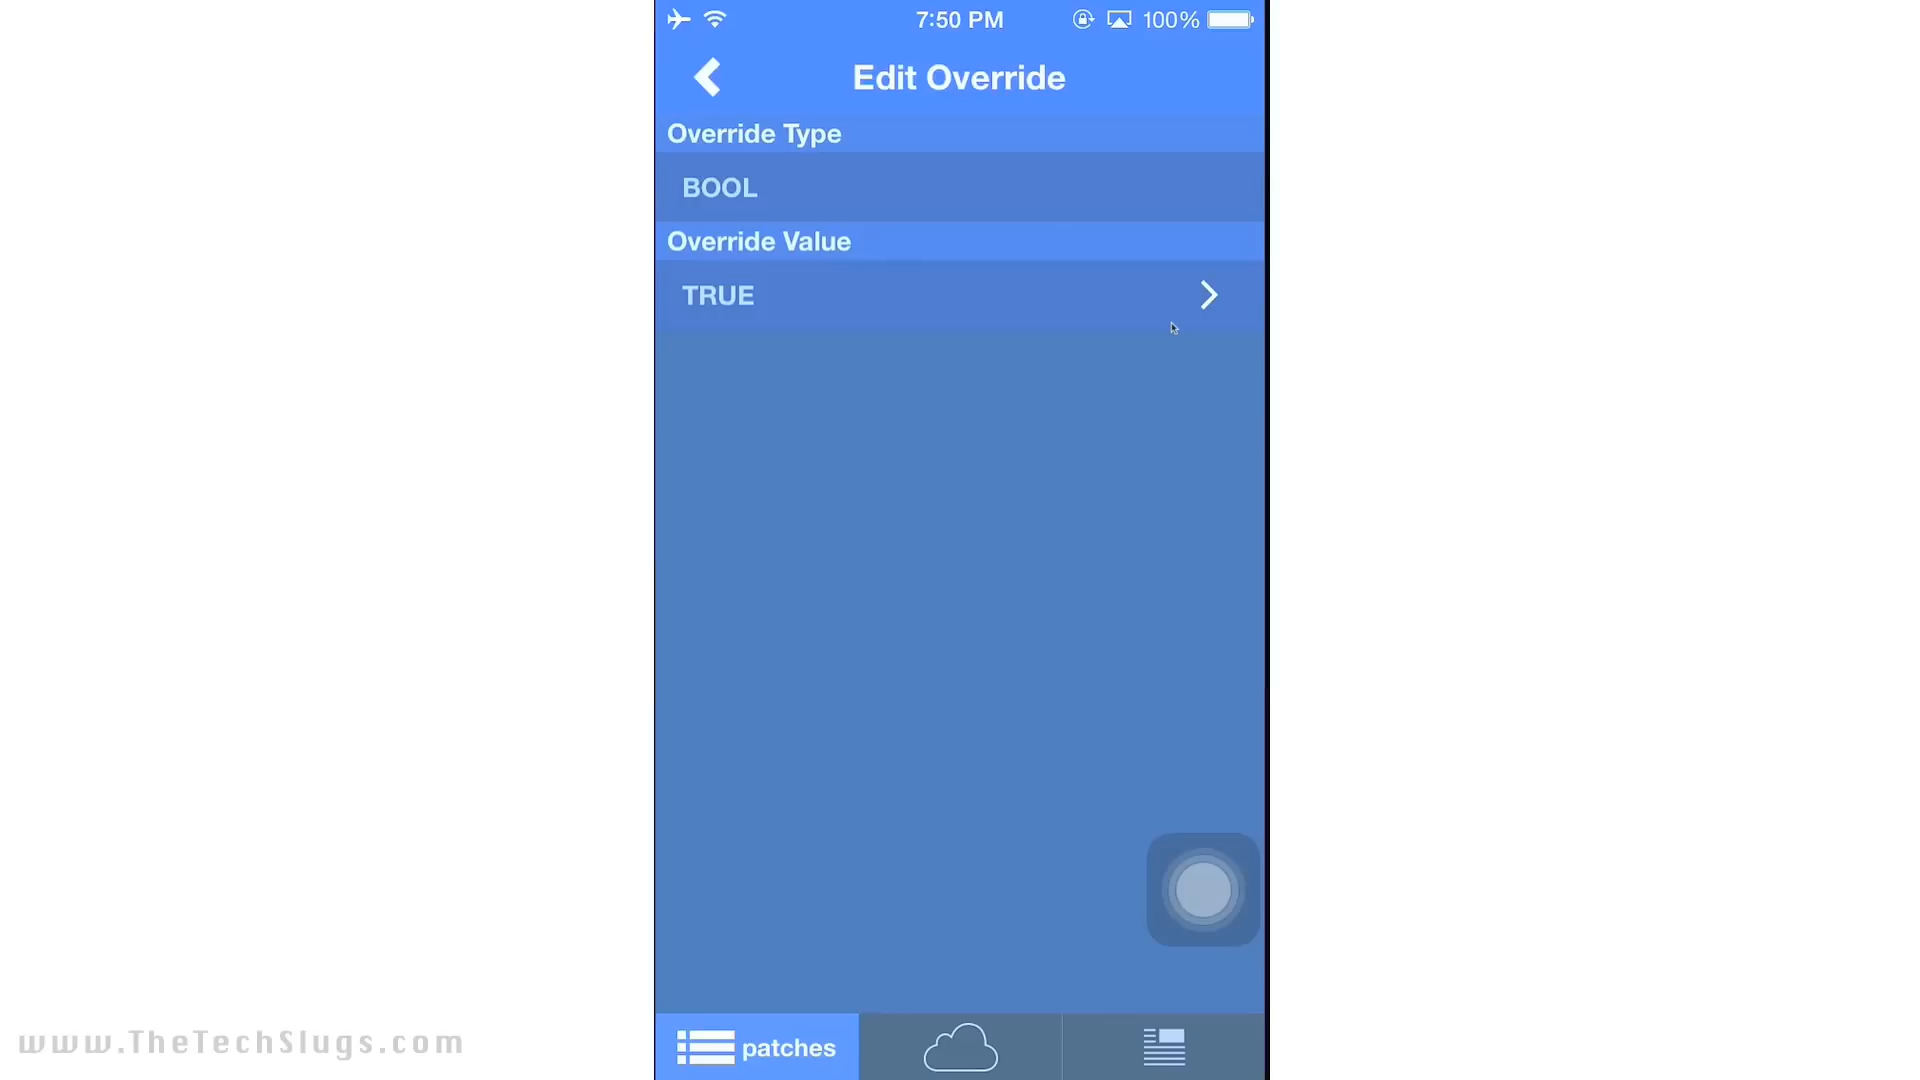 7:50 PM
100%
Edit Override
Override Type
BOOL
Override Value
TRUE
patches
www.TheTechSlugs.com